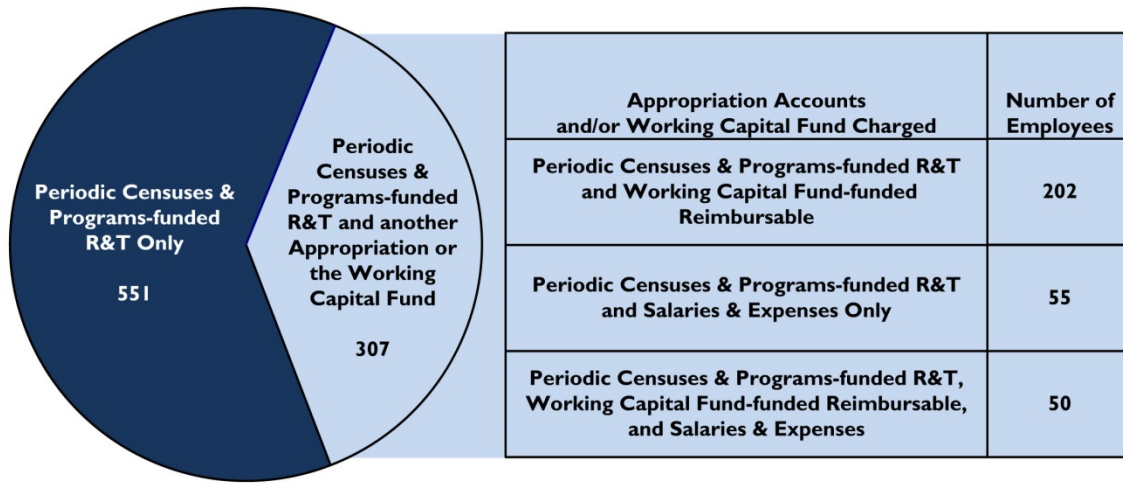 Periodic Censuses &
Programs-funded
R&T Only
551
Periodic
Censuses &
Programs-funded
R&T and another
Appropriation or
the Working
Capital Fund
307
Appropriation Accounts
and/or Working Capital Fund Charged
Number of
Employees
Periodic Censuses & Programs-funded R&T
and Working Capital Fund-funded
Reimbursable
202
Periodic Censuses & Programs-funded R&T
and Salaries & Expenses Only
55
Periodic Censuses & Programs-funded R&T,
Working Capital Fund-funded Reimbursable,
and Salaries & Expenses
50